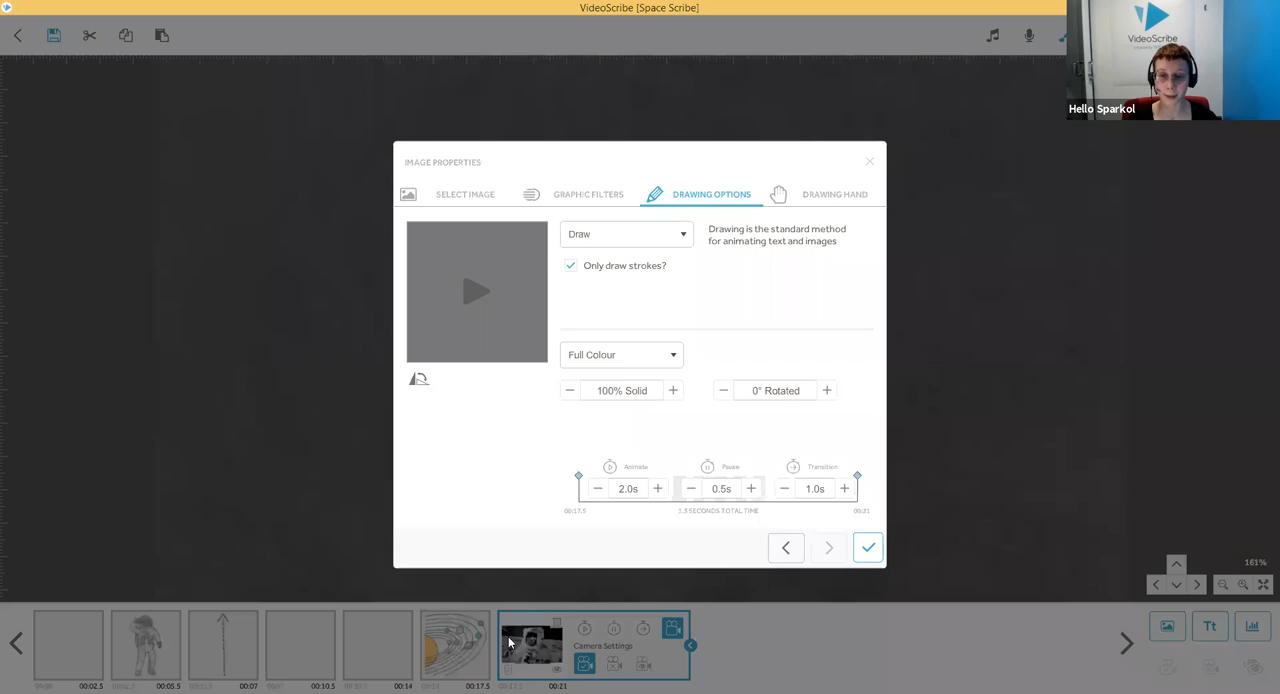 VideoScribe [Space Scribe]
VideoScribe
Hello Sparkol
IMAGE PROPERTIES
SELECT IMAGE
GRAPHIC FILTERS
DRAWING OPTIONS
DRAWING HAND
Draw
Drawing is the standard method
for animating text and images
Only draw strokes?
Full Colour
100% Solid
0° Rotated
Animate
Pause
Transition
2.0s
0.5s
1.0s
00:17.5
3.5 SECONDS TOTAL TIME
00:21
161%
Camera Settings
Tt
00:02.5
00:05.5
00:07
00:10.5
00:14
00:17.5
00:21